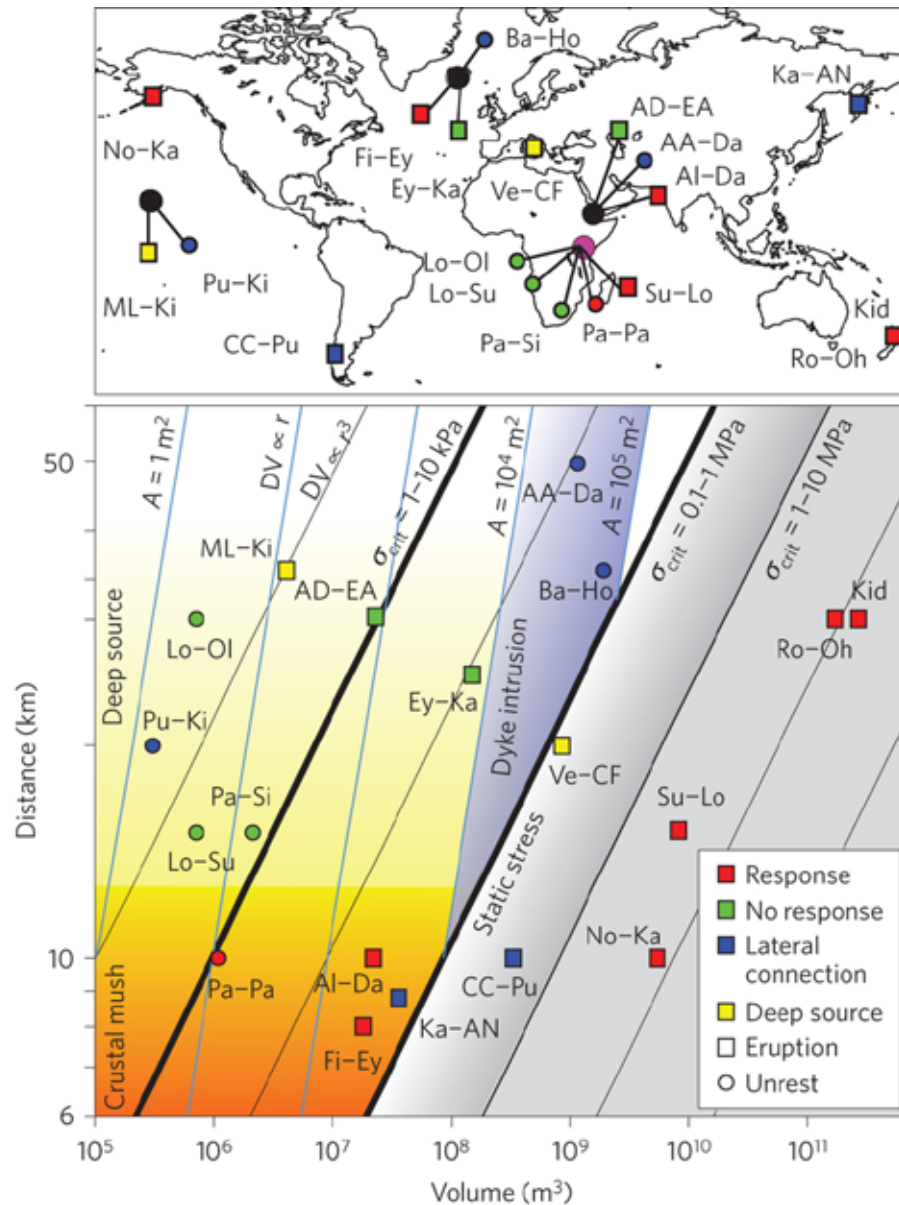 Ba–Ho
Ka–AN
AD–EA
No–Ka
Fi–Ey
AA–Da
Ey–Ka
Ve–CF
Al–Da
Lo–Ol
Pu–Ki
Lo–Su
Su–Lo
ML–Ki
Kid
CC–Pu
Pa–Si
Pa–Pa
Ro–Oh
50
A = 1 m²
DV ∝ r
DV ∝ r³
σcrit = 1–10 kPa
A = 10⁴ m²
AA–Da
A = 10⁵ m²
σcrit = 0.1–1 MPa
σcrit = 1–10 MPa
ML–Ki
AD–EA
Ba–Ho
Kid
Lo–Ol
Ro–Oh
Deep source
Ey–Ka
Dyke intrusion
Pu–Ki
Ve–CF
Distance (km)
Pa–Si
Su–Lo
Lo–Su
Static stress
Response
No response
Lateral
connection
Deep source
Eruption
Unrest
No–Ka
10
Pa–Pa
Al–Da
CC–Pu
Ka–AN
Crustal mush
Fi–Ey
6
10⁵ 10⁶ 10⁷ 10⁸ 10⁹ 10¹⁰ 10¹¹
Volume (m³)